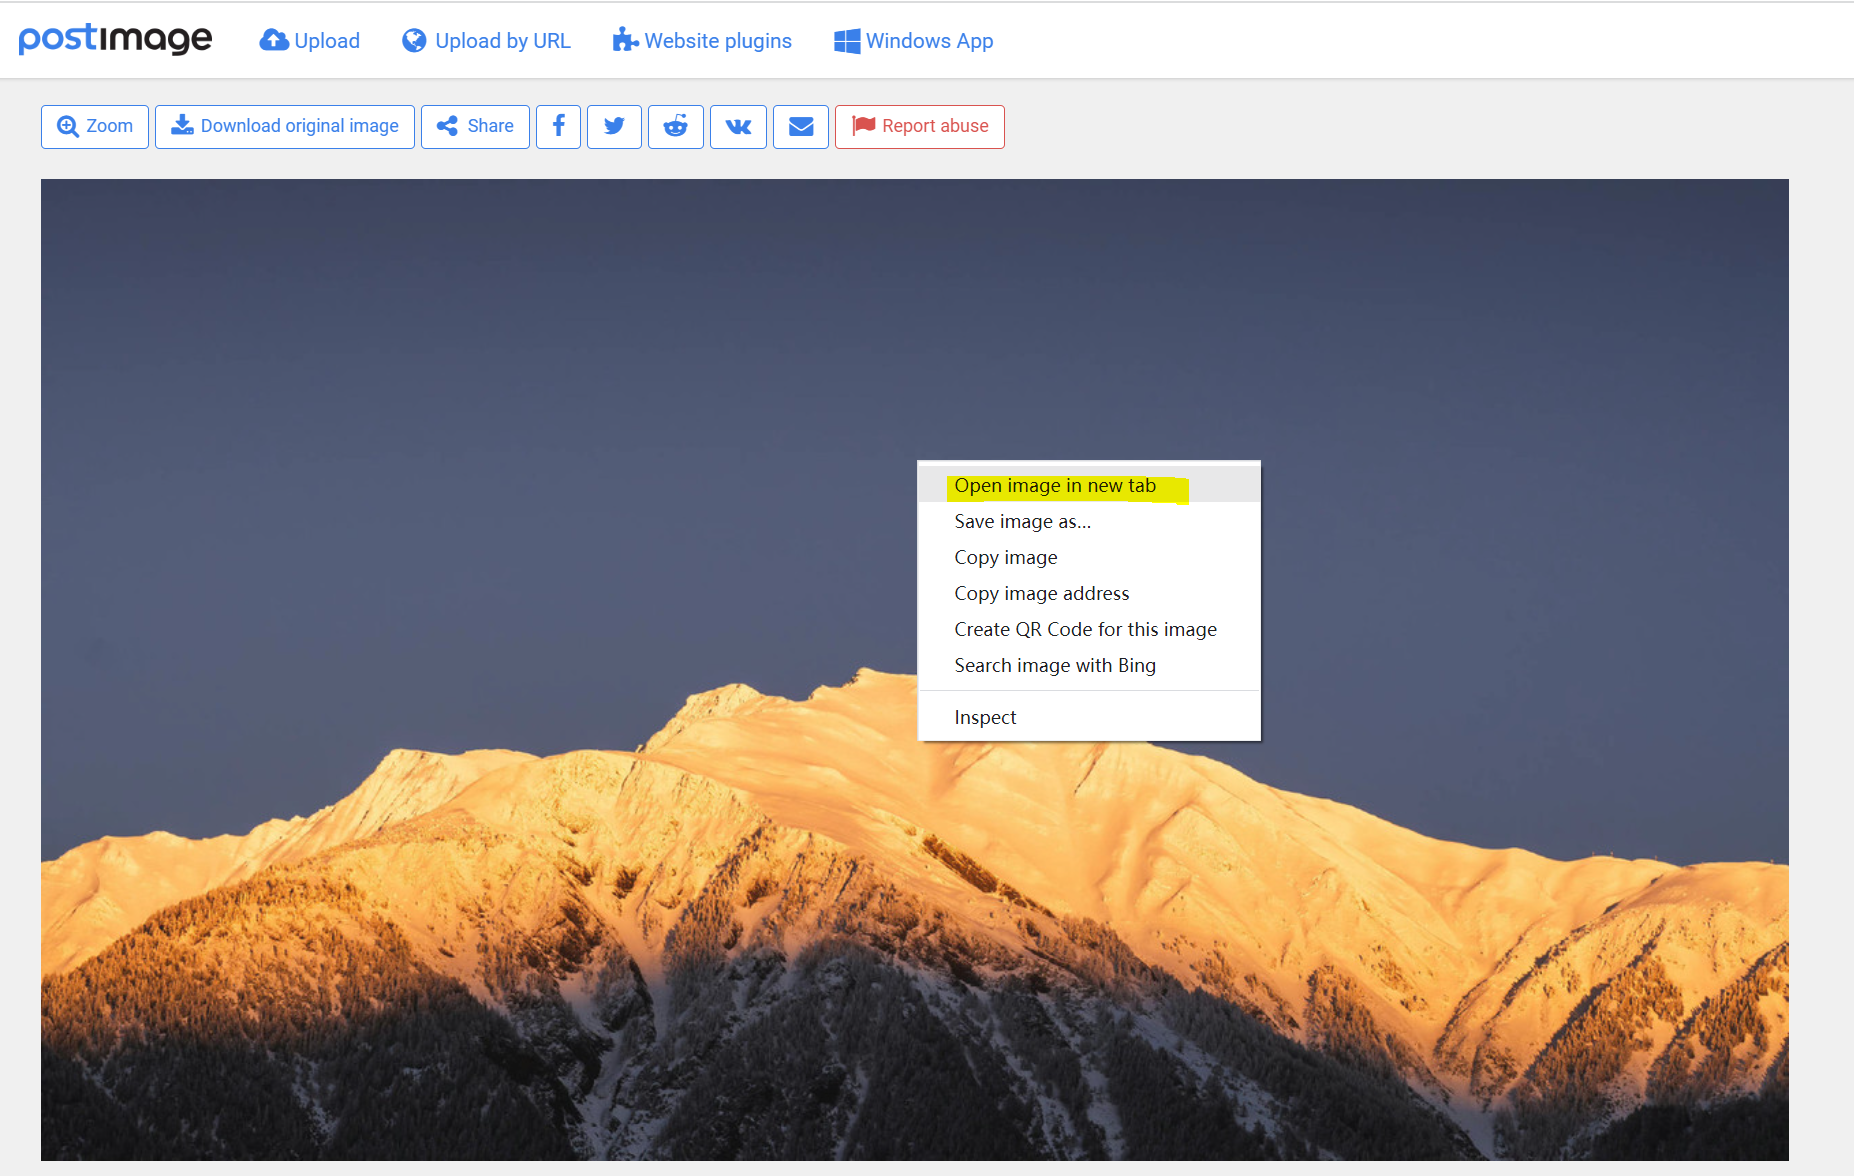 postimage
Upload
Upload by URL
Website plugins
Windows App
Zoom
Download original image
Share
Report abuse
Open image in new tab
Save image as...
Copy image
Copy image address
Create QR Code for this image
Search image with Bing
Inspect